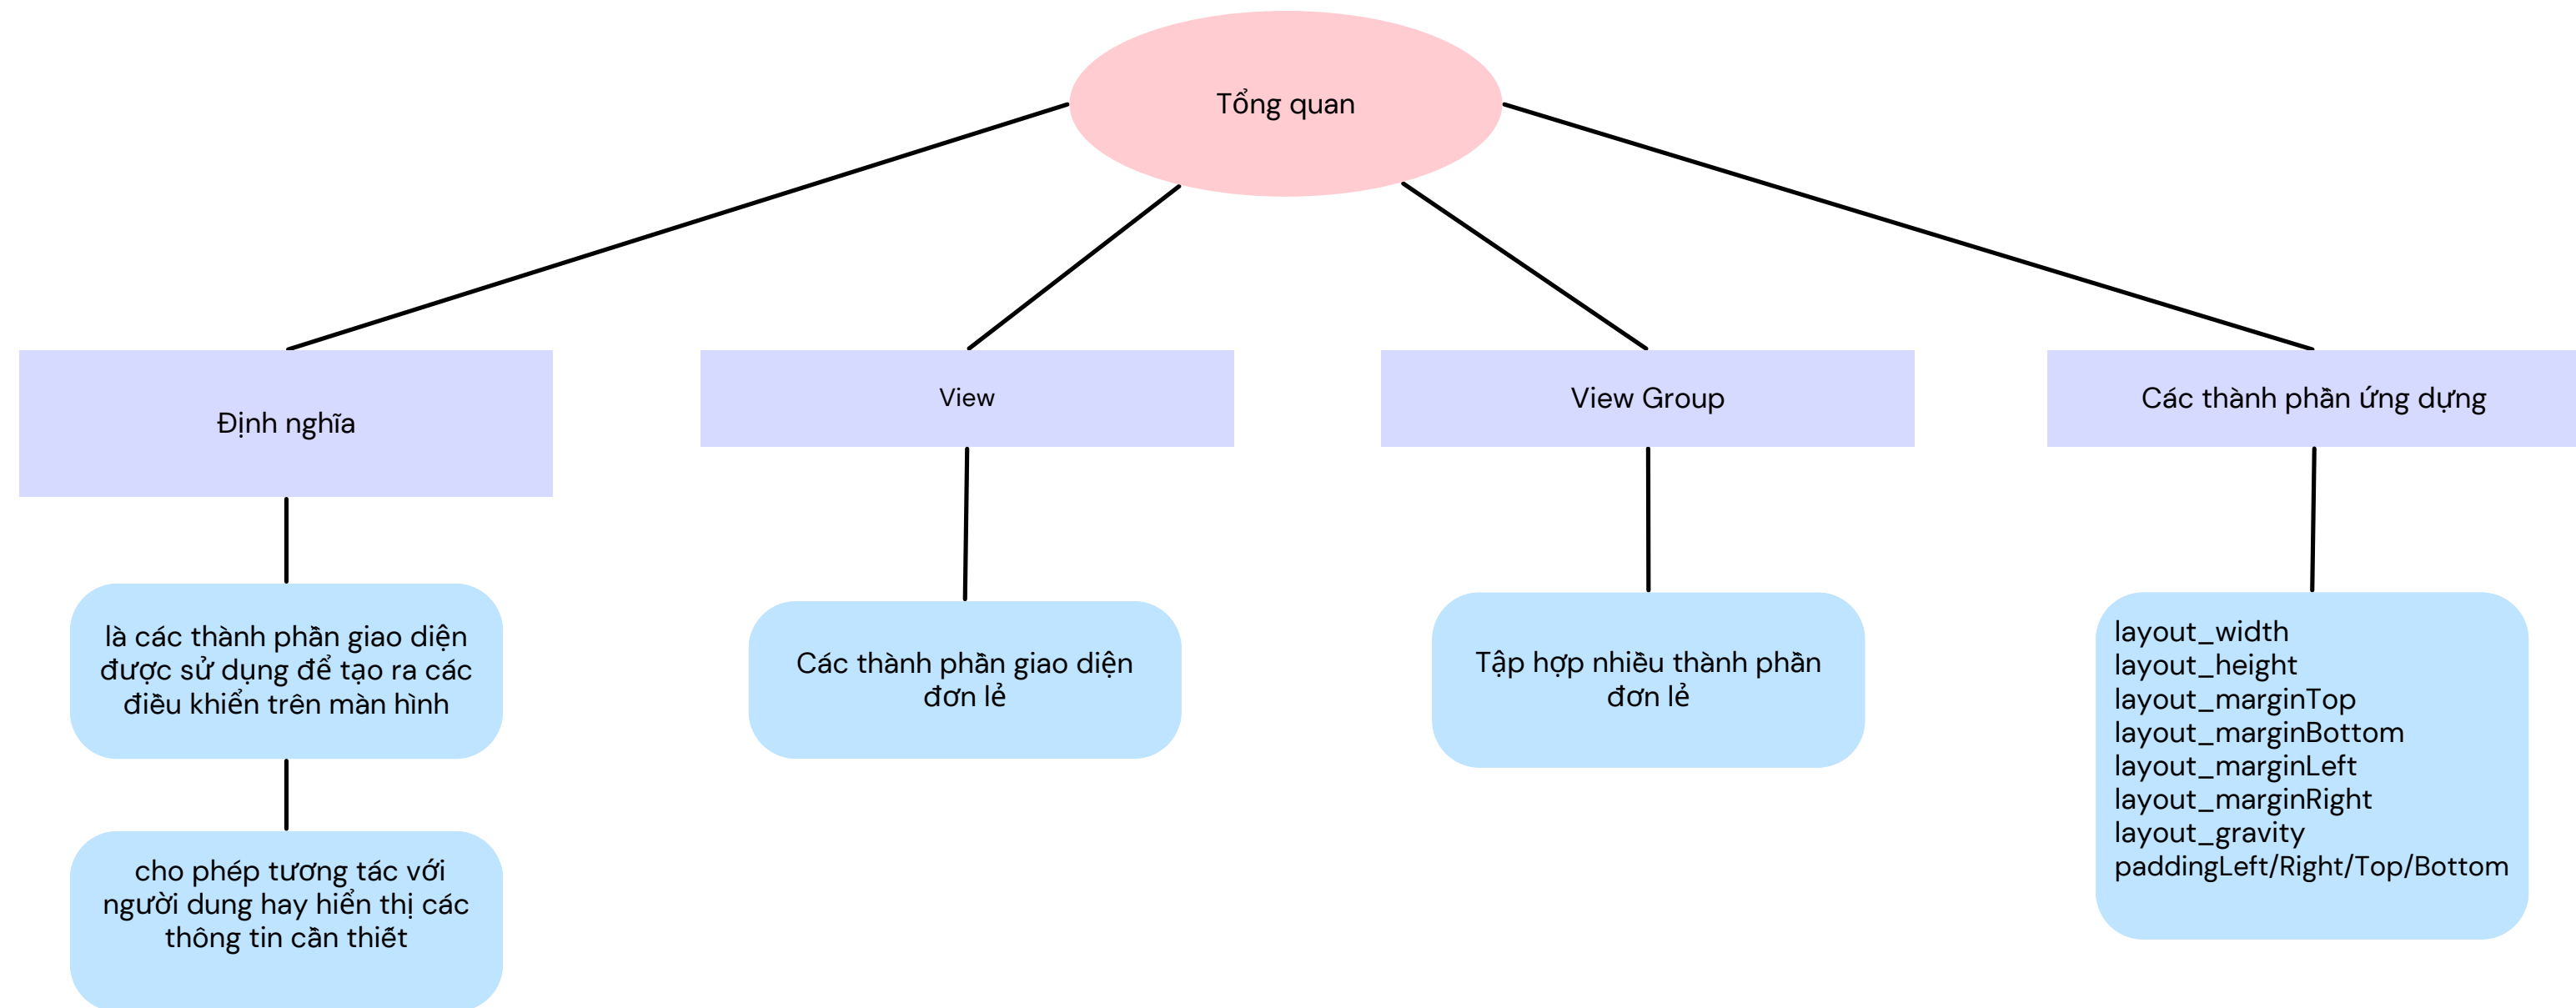 Tổng quan
Định nghĩa
View
View Group
Các thành phần ứng dựng
là các thành phần giao diện
được sử dụng để tạo ra các
điều khiển trên màn hình
Các thành phần giao diện
đơn lẻ
Tập hợp nhiều thành phần
đơn lẻ
layout_width
layout_height
layout_marginTop
layout_marginBottom
layout_marginLeft
layout_marginRight
layout_gravity
paddingLeft/Right/Top/Bottom
cho phép tương tác với
người dung hay hiển thị các
thông tin cần thiết